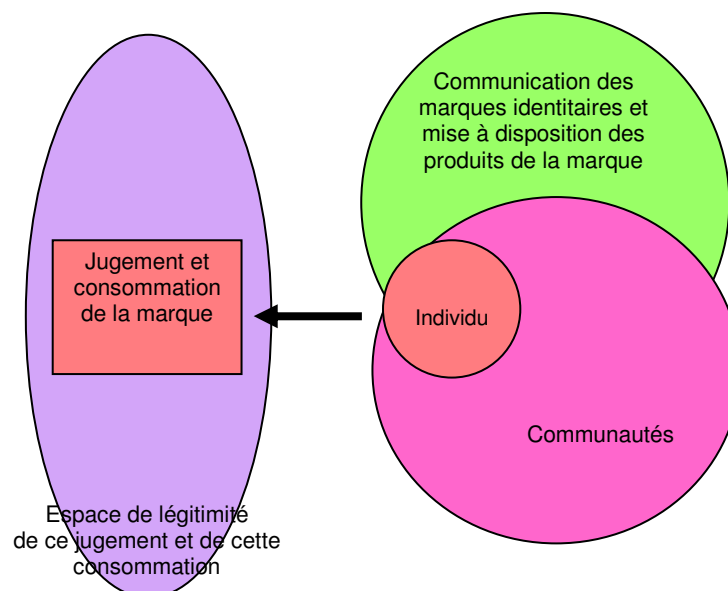 Communication des
marques identitaires et
mise à disposition des
produits de la marque
Jugement et
consommation
de la marque
Individu
Communautés
Espace de légitimité
de ce jugement et de cette
consommation